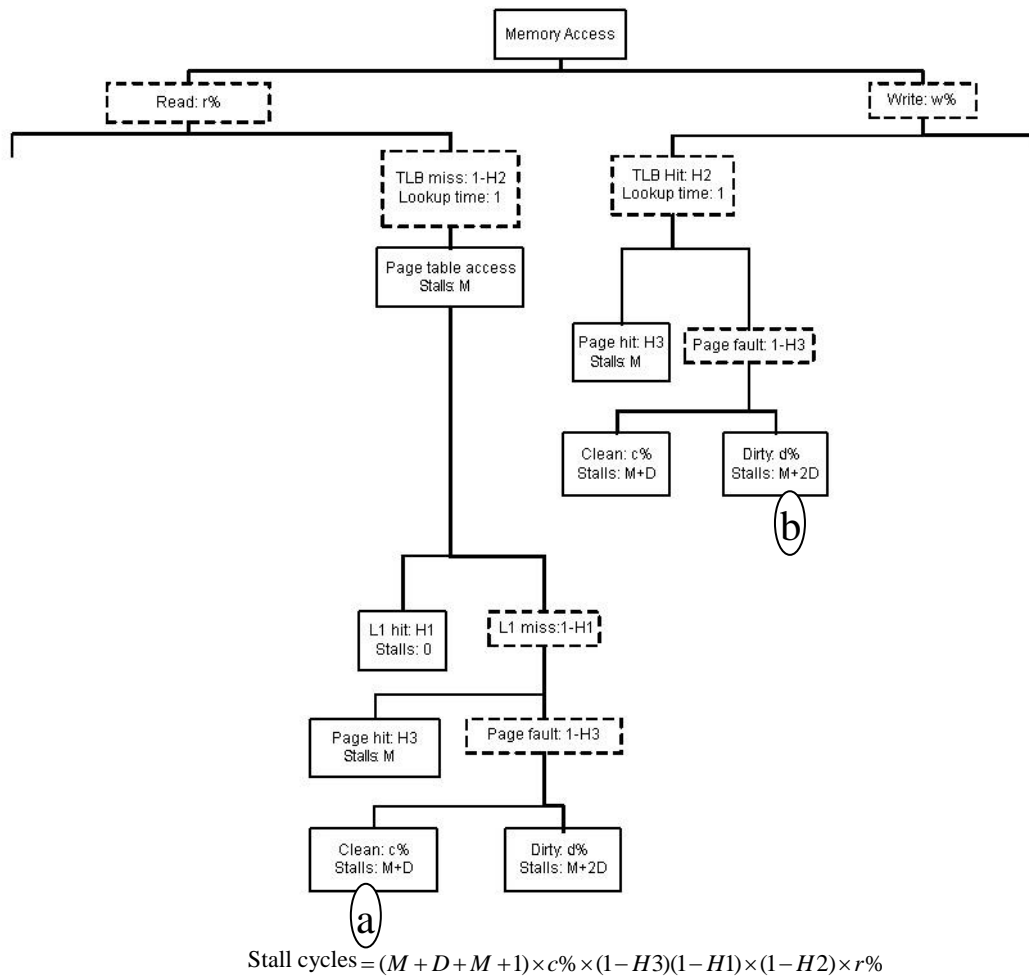 Memory Access
Read: r%
Write: w%
TLB miss: 1-H2
Lookup time: 1
TLB Hit: H2
Lookup time: 1
Page table access
Stalls: M
Page hit: H3
Stalls: M
Page fault: 1-H3
Clean: c%
Stalls: M+D
Dirty: d%
Stalls: M+2D
b
L1 hit: H1
Stalls: 0
L1 miss:1-H1
Page hit: H3
Stalls: M
Page fault: 1-H3
Clean: c%
Stalls: M+D
Dirty: d%
Stalls: M+2D
a
Stall cycles = (M + D + M + 1) × c% × (1 − H3)(1 − H1) × (1 − H2) × r%